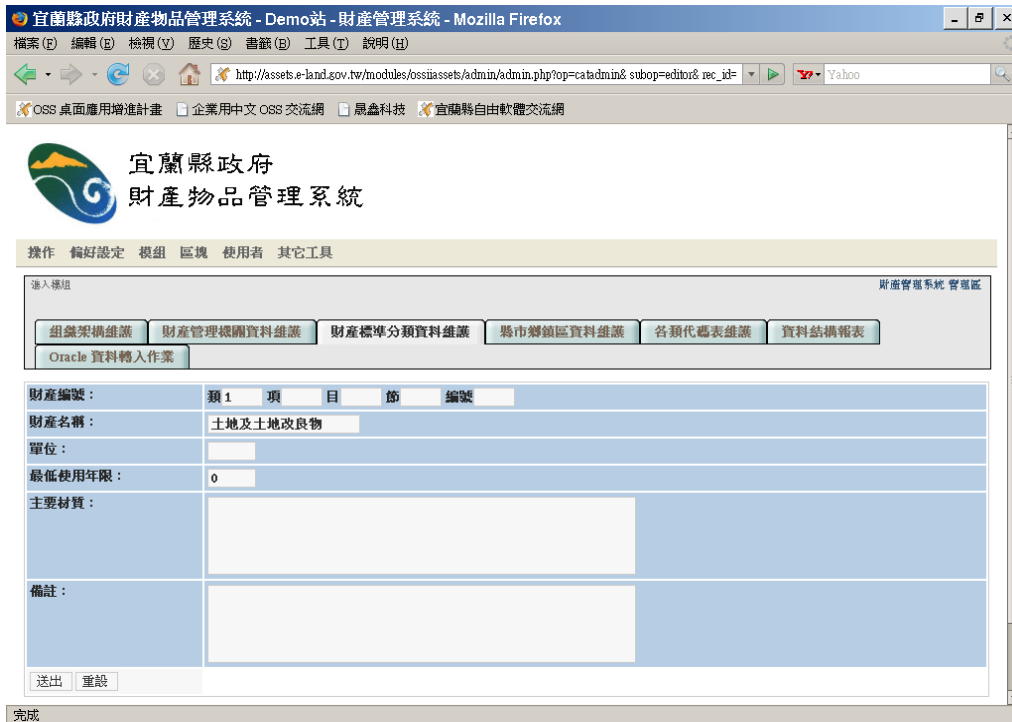 宜蘭縣政府財產物品管理系統 - Demo站 - 財產管理系統 - Mozilla Firefox
檔案(F) 編輯(E) 檢視(V) 歷史(S) 書籤(B) 工具(T) 說明(H)
http://assets.e-land.gov.tw/modules/ossiiassets/admin/admin.php?op=catadmin& subop=editor& rec_id= Yahoo
OSS 桌面應用增進計畫 企業用中文 OSS 交流網 晟鑫科技 宜蘭縣自由軟體交流網
宜蘭縣政府
財產物品管理系統
操作 偏好設定 模組 區塊 使用者 其它工具
進入模組 財產管理系統 管理區
組織架構維護 財產管理機關資料維護 財產標準分類資料維護 縣市鄉鎮區資料維護 各類代碼表維護 資料結構報表
Oracle 資料轉入作業
財產編號： 類 1 項 目 節 編號
財產名稱： 土地及土地改良物
單位：
最低使用年限： 0
主要材質：
備註：
送出 重設
完成